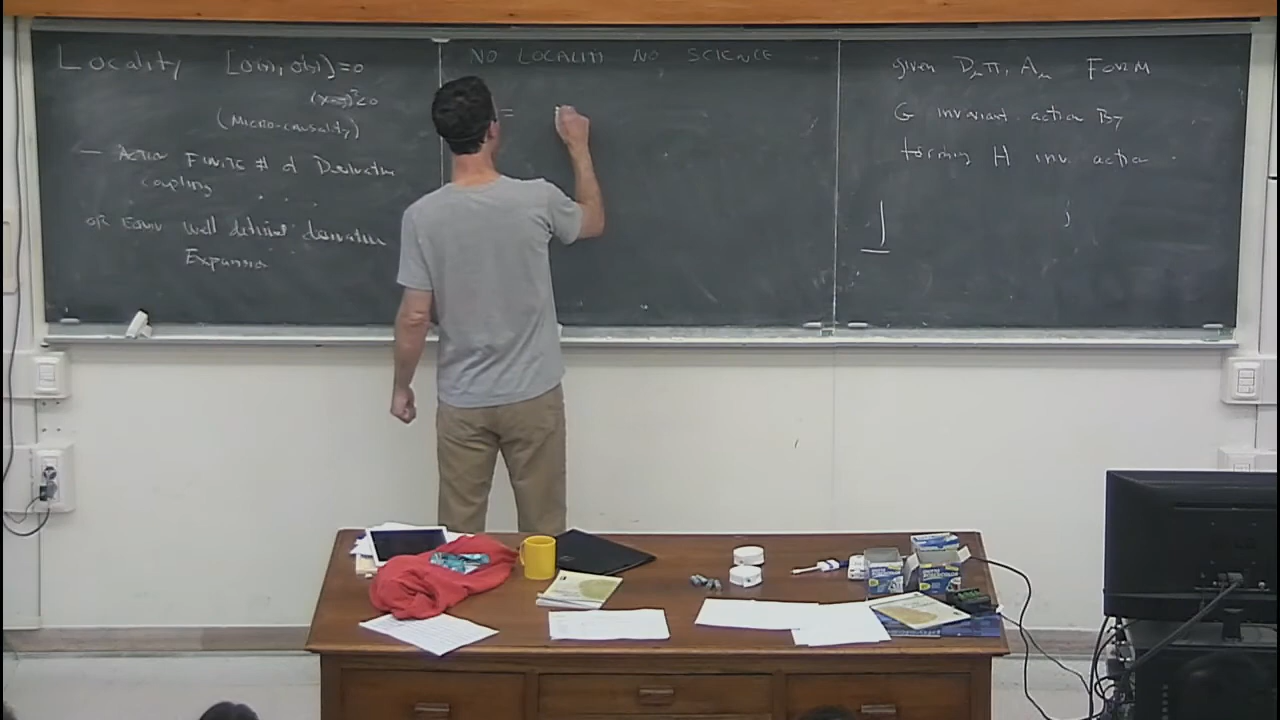 Locality [O(x), O(y)] = 0
(x-y)² < 0
(Micro-causality)
- Action Finite # of Derivative
coupling
or Equiv well defined derivative
Expansion
NO LOCALITY NO SCIENCE
=
given DμΠ, Aμ FORM
G invariant action By
forming H inv. action